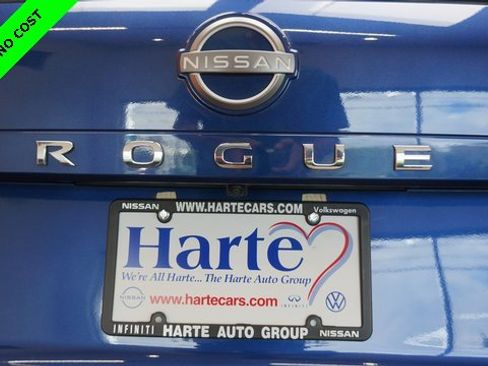 NO COST
NISSAN
ROGUE
NISSAN WWW.HARTECARS.COM Volkswagen
Harte
We're All Harte... The Harte Auto Group
www.hartecars.com INFINITI
INFINITI HARTE AUTO GROUP NISSAN